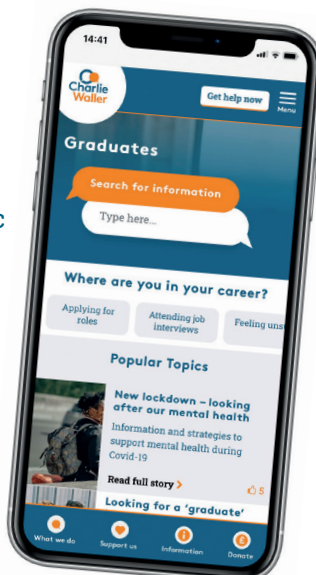 c
14:41
Charlie
Waller
Get help now
Menu
Graduates
Search for information
Type here...
Where are you in your career?
Applying for
roles
Attending job
interviews
Feeling
Popular Topics
New lockdown – looking
after our mental health
Information and strategies to
support mental health during
Covid-19
Read full story
5
Looking for a ‘graduate’
What we do
Support us
Information
Donate